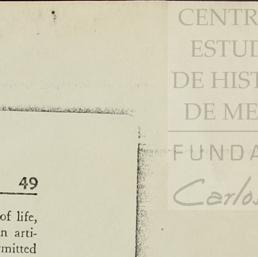 CENTR
ESTUD
DE HIST
DE ME
FUNDA
Carlos
49
of life,
n arti-
mitted